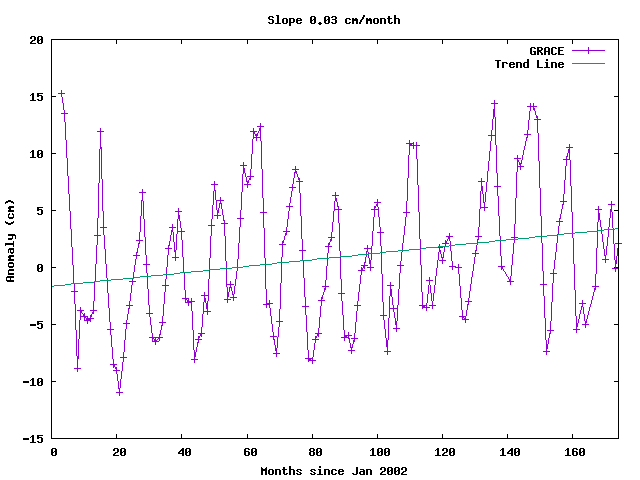 Slope 0.03 cm/month
GRACE
Trend Line
20
15
10
5
0
-5
-10
-15
Anomaly (cm)
0 20 40 60 80 100 120 140 160
Months since Jan 2002